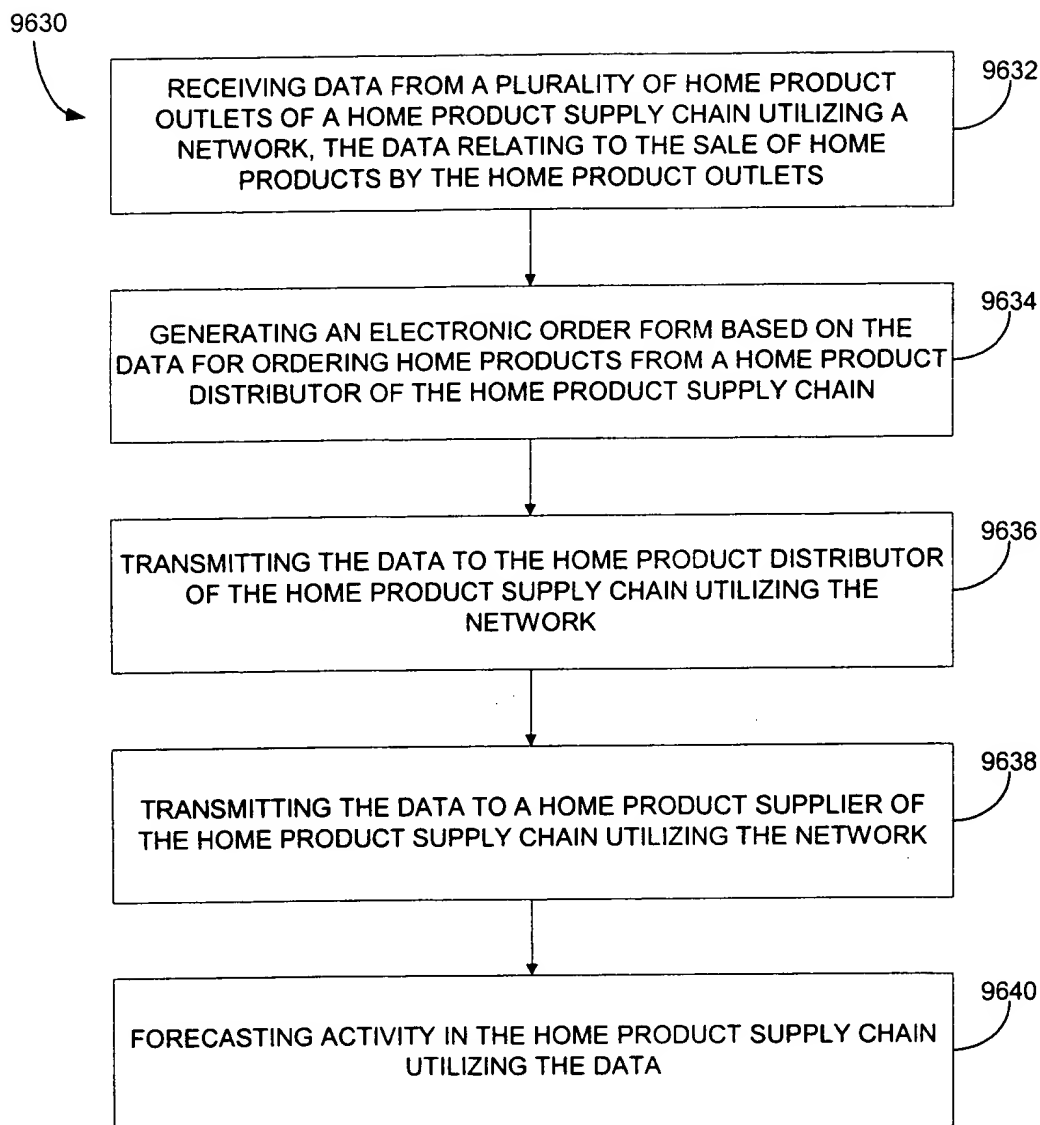 9630
9632
RECEIVING DATA FROM A PLURALITY OF HOME PRODUCT
OUTLETS OF A HOME PRODUCT SUPPLY CHAIN UTILIZING A
NETWORK, THE DATA RELATING TO THE SALE OF HOME
PRODUCTS BY THE HOME PRODUCT OUTLETS
9634
GENERATING AN ELECTRONIC ORDER FORM BASED ON THE
DATA FOR ORDERING HOME PRODUCTS FROM A HOME PRODUCT
DISTRIBUTOR OF THE HOME PRODUCT SUPPLY CHAIN
9636
TRANSMITTING THE DATA TO THE HOME PRODUCT DISTRIBUTOR
OF THE HOME PRODUCT SUPPLY CHAIN UTILIZING THE
NETWORK
9638
TRANSMITTING THE DATA TO A HOME PRODUCT SUPPLIER OF
THE HOME PRODUCT SUPPLY CHAIN UTILIZING THE NETWORK
9640
FORECASTING ACTIVITY IN THE HOME PRODUCT SUPPLY CHAIN
UTILIZING THE DATA